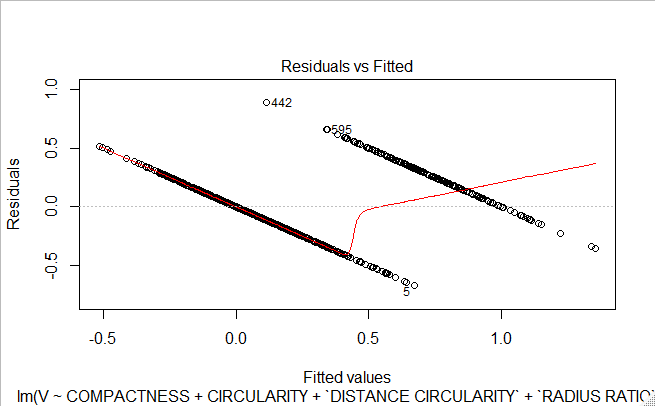 Residuals vs Fitted
Residuals
1.0
0.5
0.0
-0.5
442
595
5
-0.5 0.0 0.5 1.0
Fitted values
lm(V ~ COMPACTNESS + CIRCULARITY + `DISTANCE CIRCULARITY` + `RADIUS RATIO`